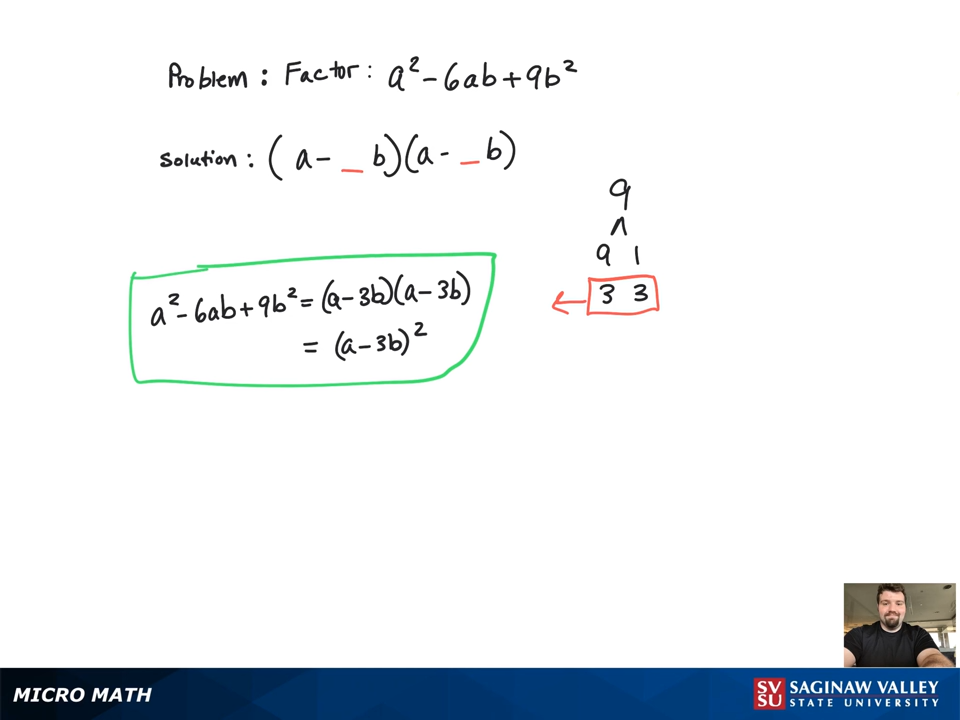 Problem: Factor: a² - 6ab + 9b²
Solution: (a - _ b)(a - _ b)
9
9 1
3 3
a² - 6ab + 9b² = (a - 3b)(a - 3b)
= (a - 3b)²
MICRO MATH
SVSU SAGINAW VALLEY
STATE UNIVERSITY